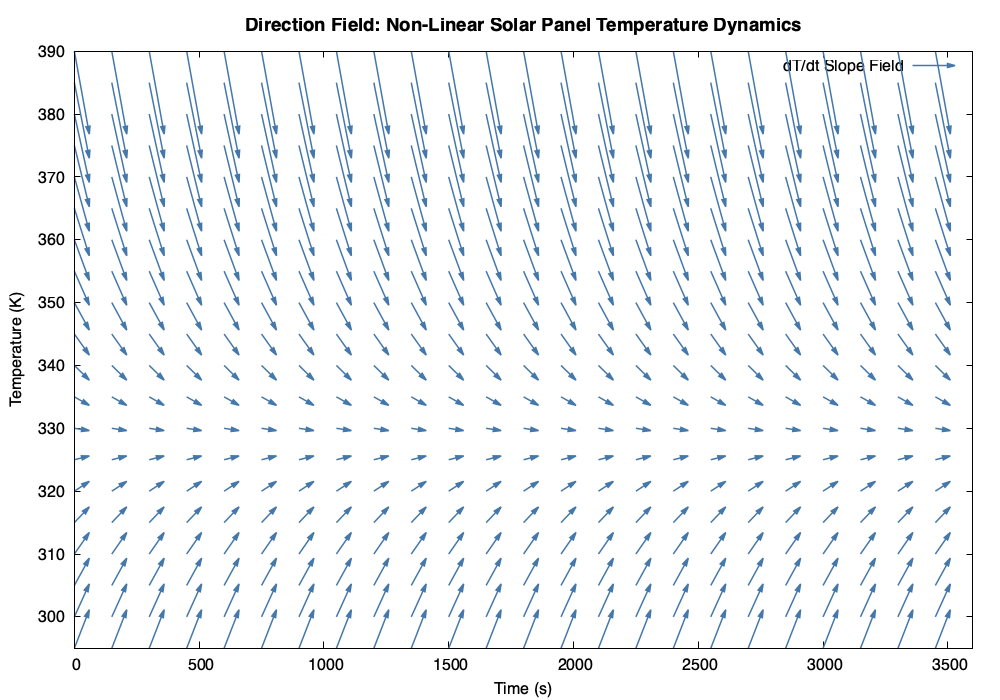 Direction Field: Non-Linear Solar Panel Temperature Dynamics
dT/dt Slope Field
390
380
370
360
350
340
330
320
310
300
Temperature (K)
0 500 1000 1500 2000 2500 3000 3500
Time (s)